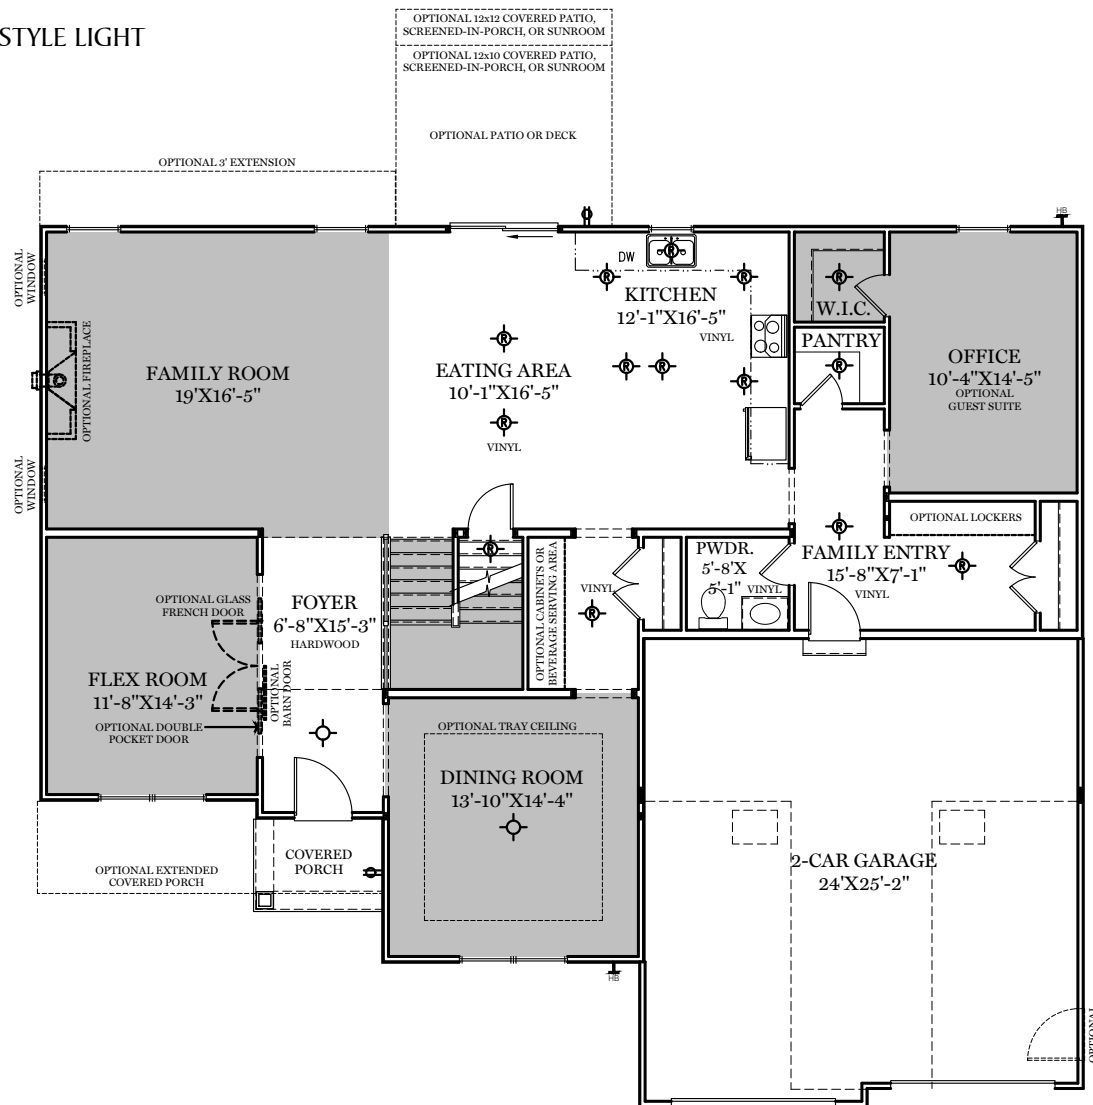 STYLE LIGHT
OPTIONAL 12x12 COVERED PATIO,
SCREENED-IN-PORCH, OR SUNROOM
OPTIONAL 12x10 COVERED PATIO,
SCREENED-IN-PORCH, OR SUNROOM
OPTIONAL PATIO OR DECK
OPTIONAL 3' EXTENSION
HB
OPTIONAL
WINDOW
DW
R
R
R
R
KITCHEN
12'-1"X16'-5"
VINYL
W.I.C.
R
PANTRY
R
OFFICE
10'-4"X14'-5"
OPTIONAL
GUEST SUITE
OPTIONAL FIREPLACE
FAMILY ROOM
19'X16'-5"
EATING AREA
10'-1"X16'-5"
R
R
R
R
VINYL
OPTIONAL
WINDOW
OPTIONAL LOCKERS
R
R
FAMILY ENTRY
15'-8"X7'-1"
VINYL
PWDR.
5'-8'X
5'-1"
VINYL
R
OPTIONAL CABINETS OR
BEVERAGE SERVING AREA
VINYL
R
OPTIONAL GLASS
FRENCH DOOR
FOYER
6'-8"X15'-3"
HARDWOOD
FLEX ROOM
11'-8"X14'-3"
OPTIONAL
BARN DOOR
OPTIONAL DOUBLE
POCKET DOOR
OPTIONAL TRAY CEILING
DINING ROOM
13'-10"X14'-4"
COVERED
PORCH
OPTIONAL EXTENDED
COVERED PORCH
2-CAR GARAGE
24'X25'-2"
HB
OPTIONAL